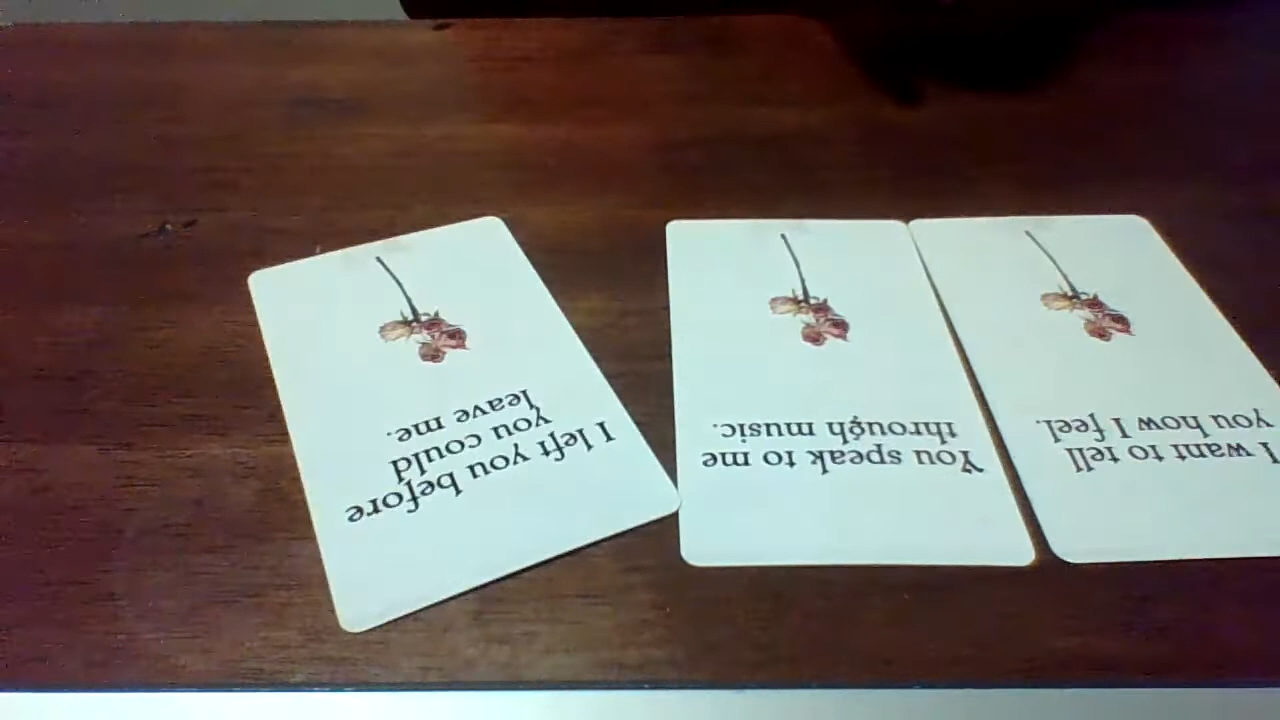 I left you before
you could
leave me.
You speak to me
through music.
I want to tell
you how I feel.